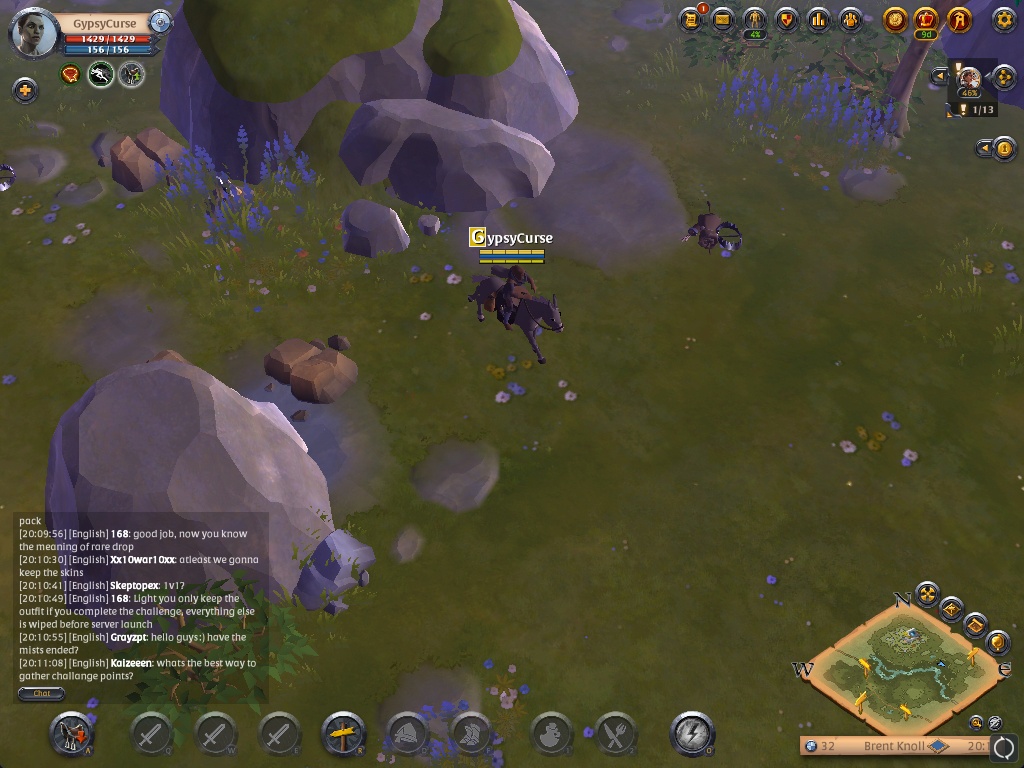 GypsyCurse
1429 / 1429
156 / 156
1
4%
9d
46%
1/13
GypsyCurse
pack
[20:09:56] [English] 168: good job, now you know
the meaning of rare drop
[20:10:30] [English] Xx1owar1oxx: atleast we gonna
keep the skins
[20:10:41] [English] Skeptopex: 1v1?
[20:10:49] [English] 168: Light you only keep the
outfit if you complete the challenge, everything else
is wiped before server launch
[20:10:55] [English] Grayzpt: hello guys:) have the
mists ended?
[20:11:08] [English] Kaizeeen: whats the best way to
gather challange points?
Chat
A
Q
W
E
R
D
F
N
W
E
32
Brent Knoll
20: